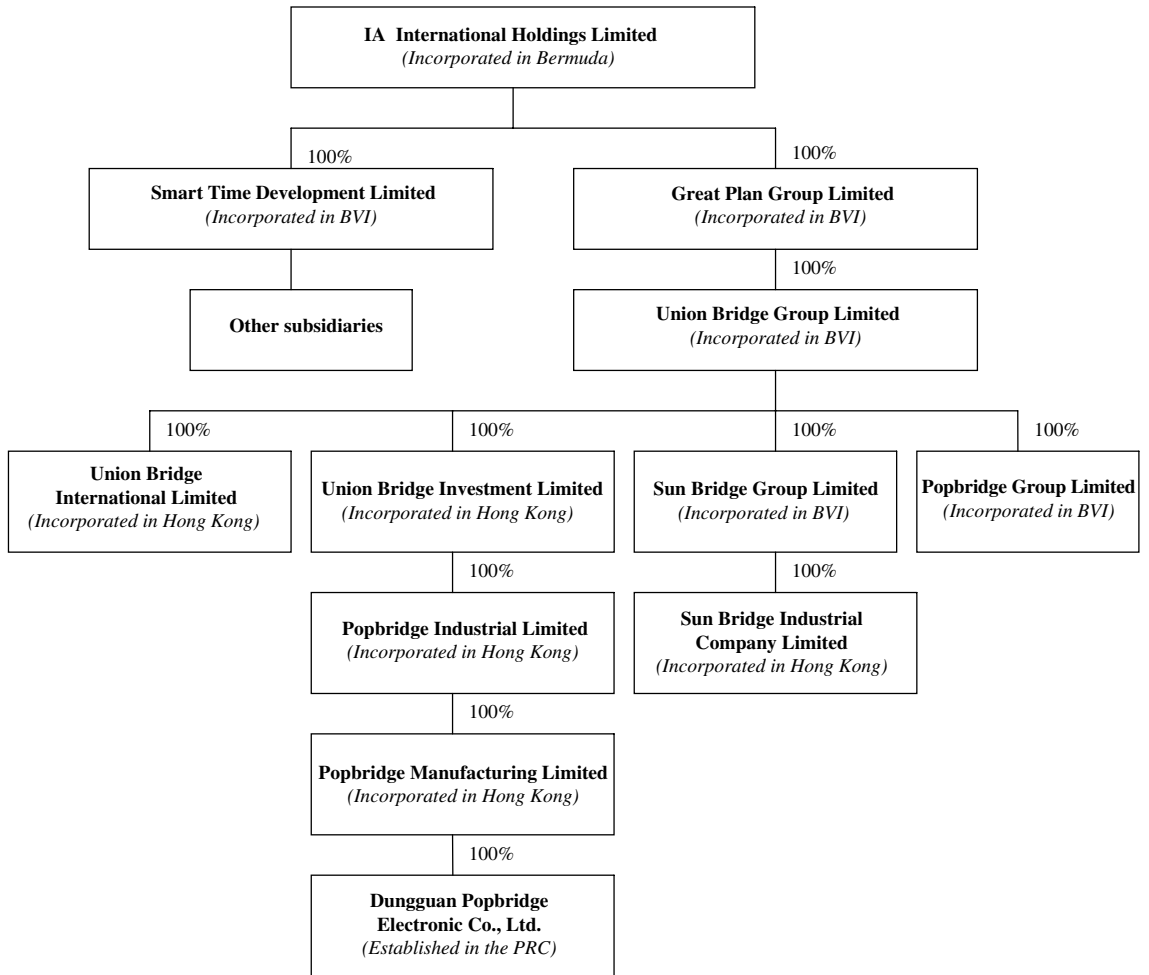 IA International Holdings Limited
(Incorporated in Bermuda)
100%
100%
Smart Time Development Limited
(Incorporated in BVI)
Great Plan Group Limited
(Incorporated in BVI)
100%
Other subsidiaries
Union Bridge Group Limited
(Incorporated in BVI)
100%
100%
100%
100%
Union Bridge
International Limited
(Incorporated in Hong Kong)
Union Bridge Investment Limited
(Incorporated in Hong Kong)
Sun Bridge Group Limited
(Incorporated in BVI)
Popbridge Group Limited
(Incorporated in BVI)
100%
100%
Popbridge Industrial Limited
(Incorporated in Hong Kong)
Sun Bridge Industrial
Company Limited
(Incorporated in Hong Kong)
100%
Popbridge Manufacturing Limited
(Incorporated in Hong Kong)
100%
Dungguan Popbridge
Electronic Co., Ltd.
(Established in the PRC)